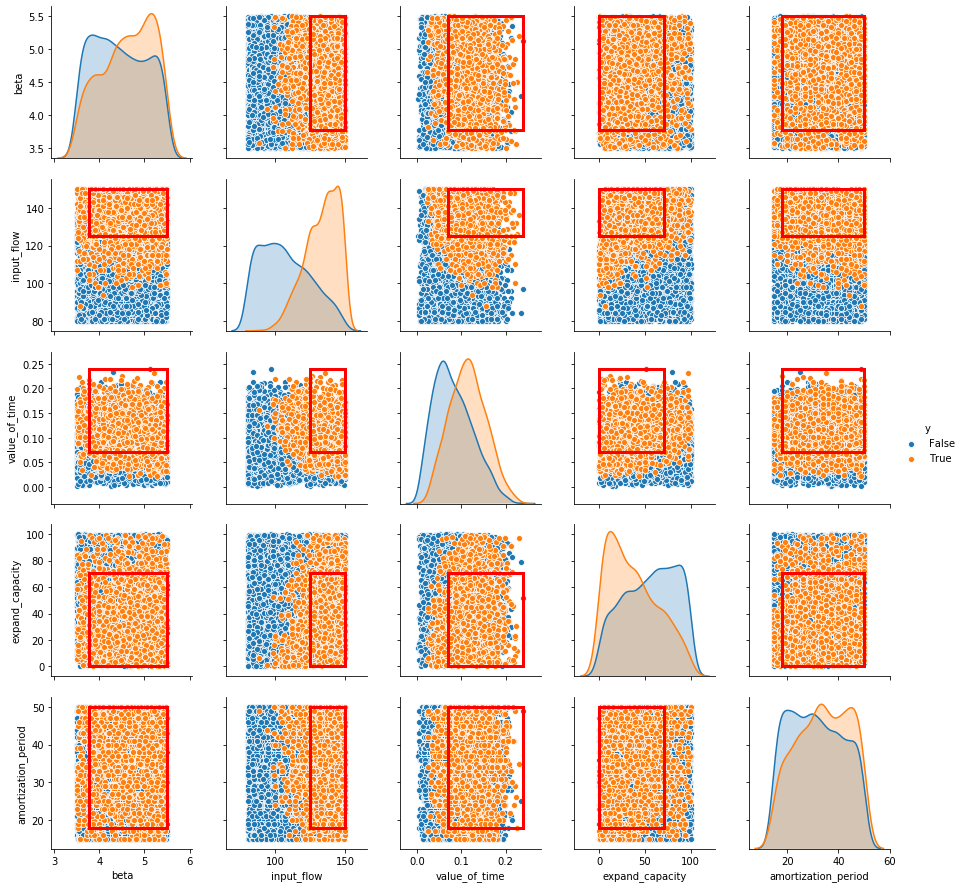 5.5
5.0
4.5
4.0
3.5
beta
140
120
100
80
input_flow
0.25
0.20
0.15
0.10
0.05
0.00
value_of_time
y
False
True
100
80
60
40
20
0
expand_capacity
50
40
30
20
amortization_period
3 4 5 6
100 150
0.0 0.1 0.2
0 50 100
20 40 60
beta input_flow value_of_time expand_capacity amortization_period